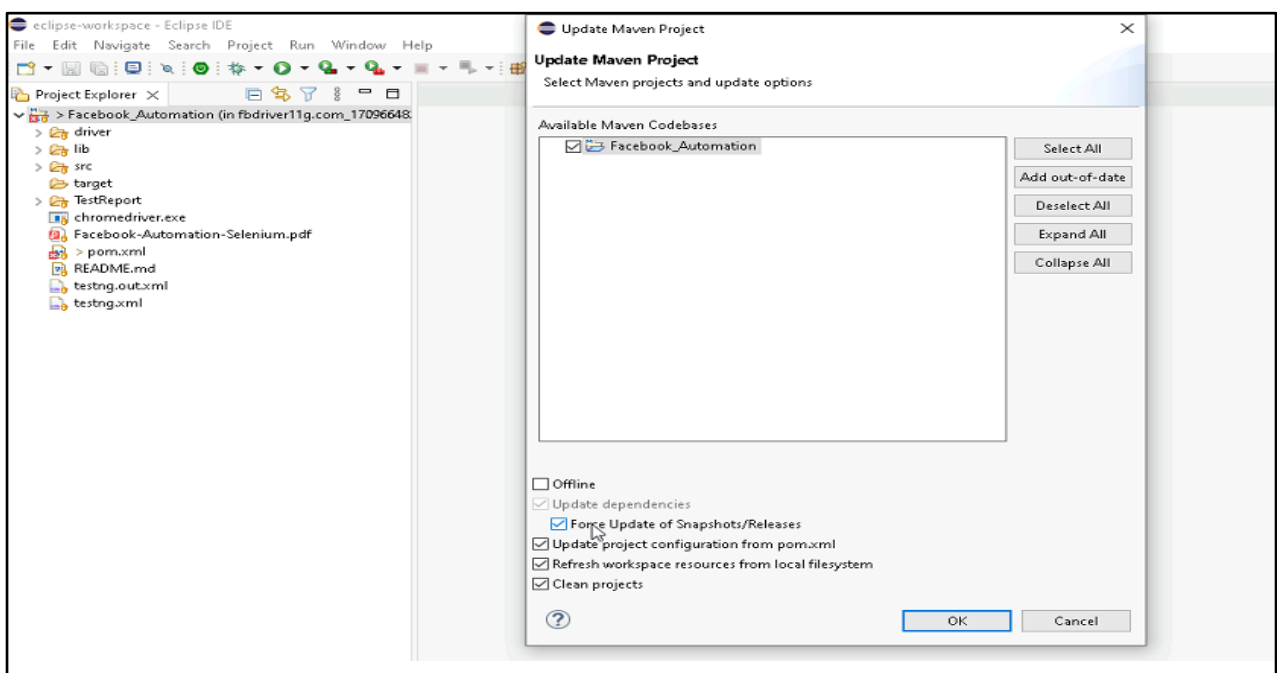 eclipse-workspace - Eclipse IDE
File Edit Navigate Search Project Run Window Help
Project Explorer
> Facebook_Automation (in fbdriver11g.com_17096648
driver
lib
src
target
TestReport
chromedriver.exe
Facebook-Automation-Selenium.pdf
> pom.xml
README.md
testng.out.xml
testng.xml
Update Maven Project
Update Maven Project
Select Maven projects and update options
Available Maven Codebases
Facebook_Automation
Select All
Add out-of-date
Deselect All
Expand All
Collapse All
Offline
Update dependencies
Force Update of Snapshots/Releases
Update project configuration from pom.xml
Refresh workspace resources from local filesystem
Clean projects
OK
Cancel